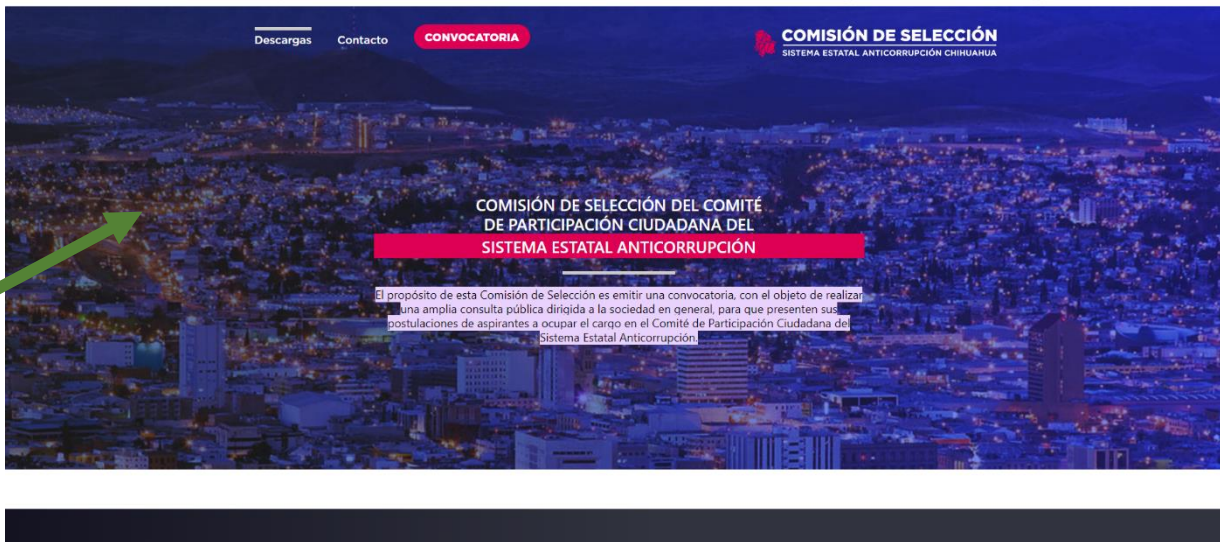 Descargas Contacto CONVOCATORIA
COMISIÓN DE SELECCIÓN
SISTEMA ESTATAL ANTICORRUPCIÓN CHIHUAHUA
COMISIÓN DE SELECCIÓN DEL COMITÉ
DE PARTICIPACIÓN CIUDADANA DEL
SISTEMA ESTATAL ANTICORRUPCIÓN
El propósito de esta Comisión de Selección es emitir una convocatoria, con el objeto de realizar
una amplia consulta pública dirigida a la sociedad en general, para que presenten sus
postulaciones de aspirantes a ocupar el cargo en el Comité de Participación Ciudadana del
Sistema Estatal Anticorrupción.